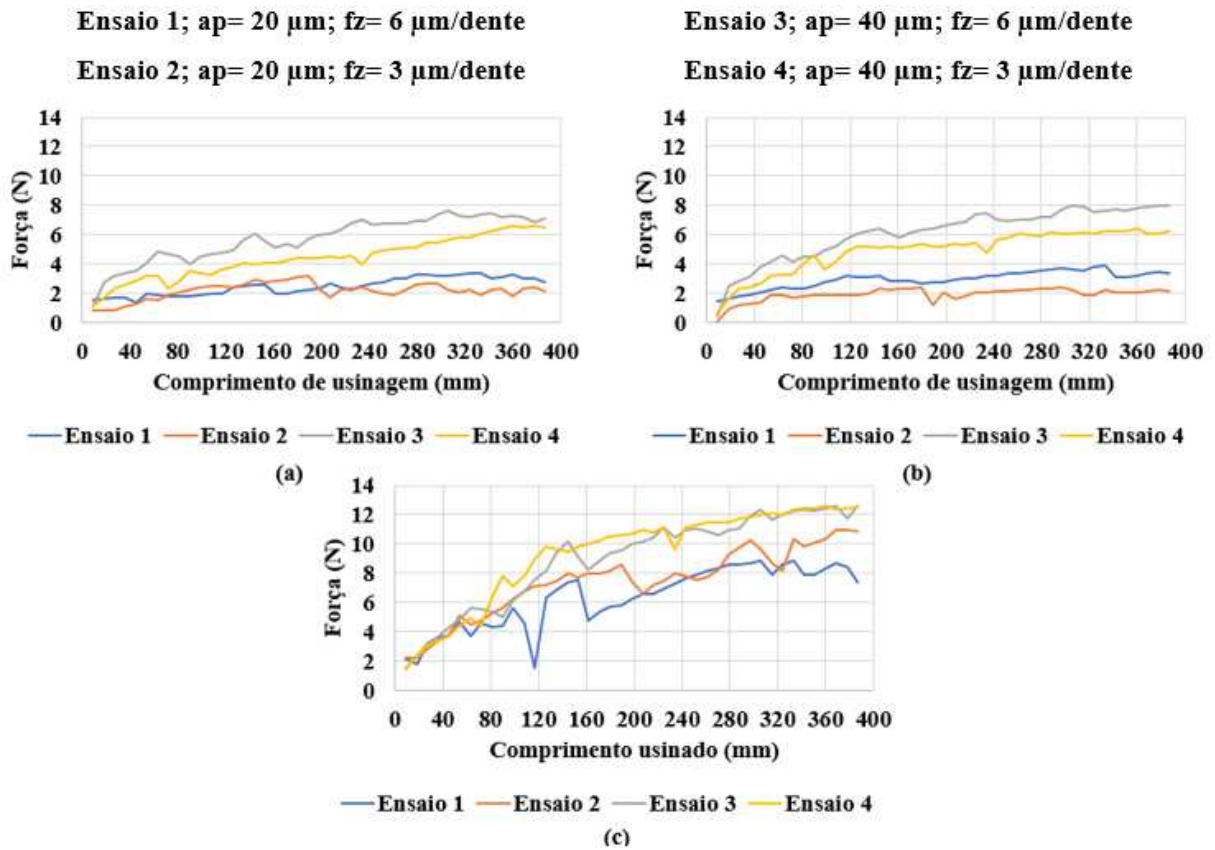 Ensaio 1; ap= 20 µm; fz= 6 µm/dente
Ensaio 2; ap= 20 µm; fz= 3 µm/dente
Ensaio 3; ap= 40 µm; fz= 6 µm/dente
Ensaio 4; ap= 40 µm; fz= 3 µm/dente
14
12
10
8
6
4
2
0
Força (N)
0 40 80 120 160 200 240 280 320 360 400
Comprimento de usinagem (mm)
Ensaio 1 Ensaio 2 Ensaio 3 Ensaio 4
(a)
14
12
10
8
6
4
2
0
Força (N)
0 40 80 120 160 200 240 280 320 360 400
Comprimento de usinagem (mm)
Ensaio 1 Ensaio 2 Ensaio 3 Ensaio 4
(b)
14
12
10
8
6
4
2
0
Força (N)
0 40 80 120 160 200 240 280 320 360 400
Comprimento usinado (mm)
Ensaio 1 Ensaio 2 Ensaio 3 Ensaio 4
(c)